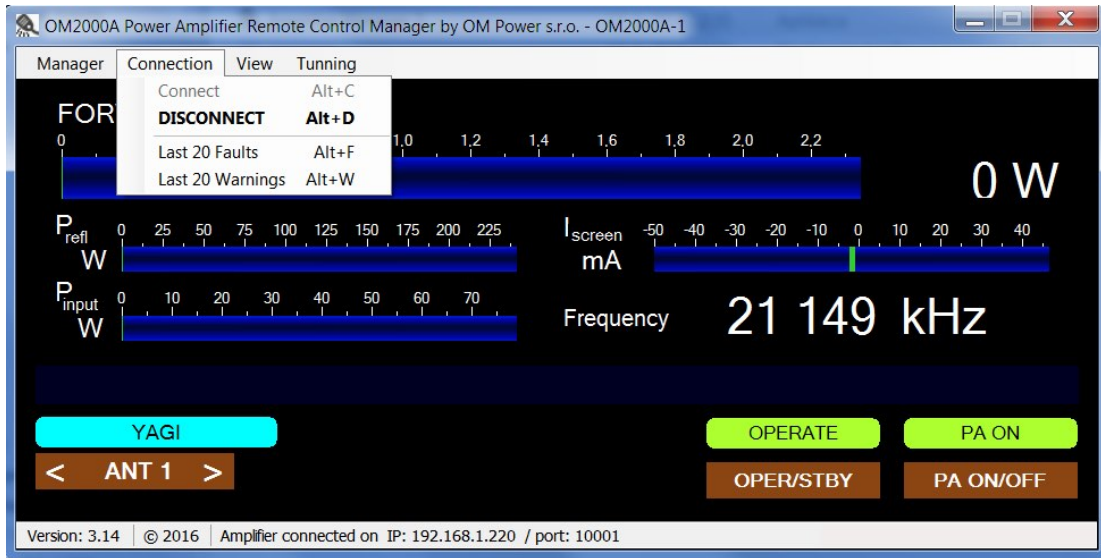 OM2000A Power Amplifier Remote Control Manager by OM Power s.r.o. - OM2000A-1
Manager Connection View Tunning
Connect Alt+C
DISCONNECT Alt+D
Last 20 Faults Alt+F
Last 20 Warnings Alt+W
FOR
0 1,0 1,2 1,4 1,6 1,8 2,0 2,2
0 W
Prefl W 0 25 50 75 100 125 150 175 200 225
Iscreen mA -50 -40 -30 -20 -10 0 10 20 30 40
Pinput W 0 10 20 30 40 50 60 70
Frequency 21 149 kHz
YAGI OPERATE PA ON
< ANT 1 > OPER/STBY PA ON/OFF
Version: 3.14 © 2016 Amplifier connected on IP: 192.168.1.220 / port: 10001